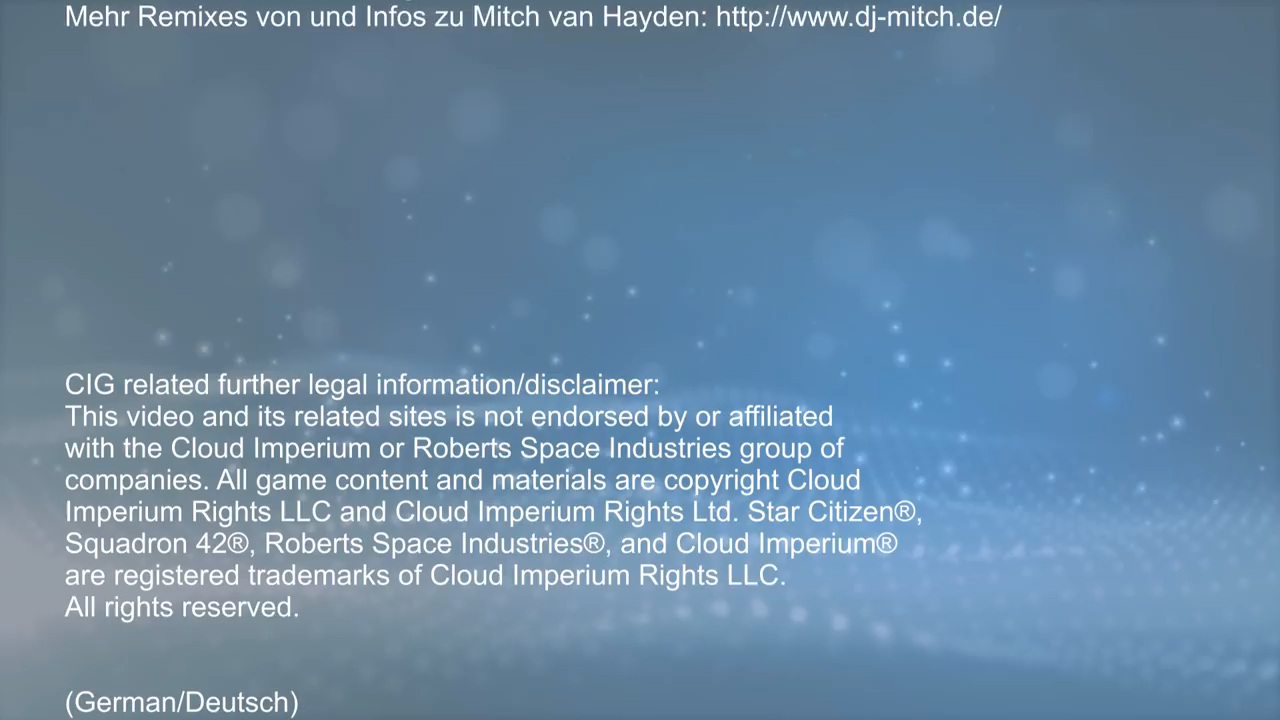 Mehr Remixes von und Infos zu Mitch van Hayden: http://www.dj-mitch.de/
CIG related further legal information/disclaimer:
This video and its related sites is not endorsed by or affiliated
with the Cloud Imperium or Roberts Space Industries group of
companies. All game content and materials are copyright Cloud
Imperium Rights LLC and Cloud Imperium Rights Ltd. Star Citizen®,
Squadron 42®, Roberts Space Industries®, and Cloud Imperium®
are registered trademarks of Cloud Imperium Rights LLC.
All rights reserved.
(German/Deutsch)